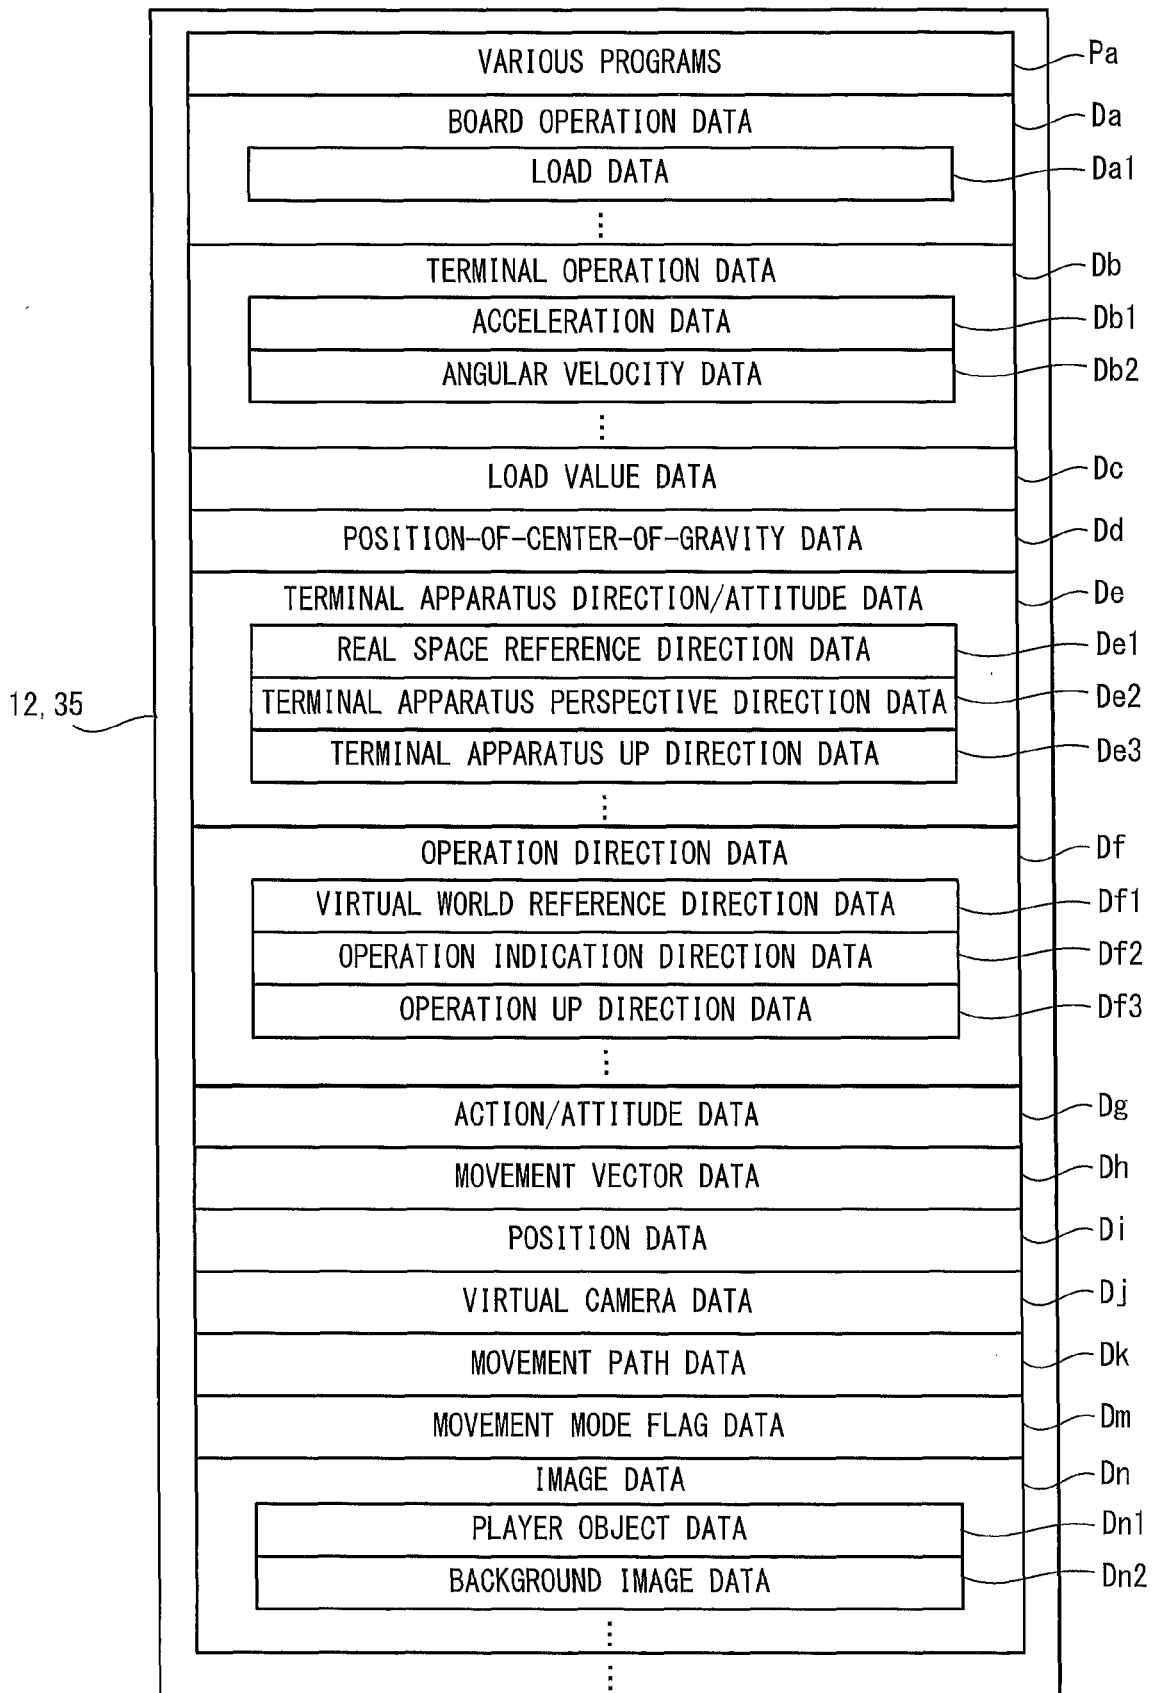 VARIOUS PROGRAMS Pa
BOARD OPERATION DATA Da
LOAD DATA Da1
TERMINAL OPERATION DATA Db
ACCELERATION DATA Db1
ANGULAR VELOCITY DATA Db2
LOAD VALUE DATA Dc
POSITION-OF-CENTER-OF-GRAVITY DATA Dd
TERMINAL APPARATUS DIRECTION/ATTITUDE DATA De
REAL SPACE REFERENCE DIRECTION DATA De1
12, 35
TERMINAL APPARATUS PERSPECTIVE DIRECTION DATA De2
TERMINAL APPARATUS UP DIRECTION DATA De3
OPERATION DIRECTION DATA Df
VIRTUAL WORLD REFERENCE DIRECTION DATA Df1
OPERATION INDICATION DIRECTION DATA Df2
OPERATION UP DIRECTION DATA Df3
ACTION/ATTITUDE DATA Dg
MOVEMENT VECTOR DATA Dh
POSITION DATA Di
VIRTUAL CAMERA DATA Dj
MOVEMENT PATH DATA Dk
MOVEMENT MODE FLAG DATA Dm
IMAGE DATA Dn
PLAYER OBJECT DATA Dn1
BACKGROUND IMAGE DATA Dn2